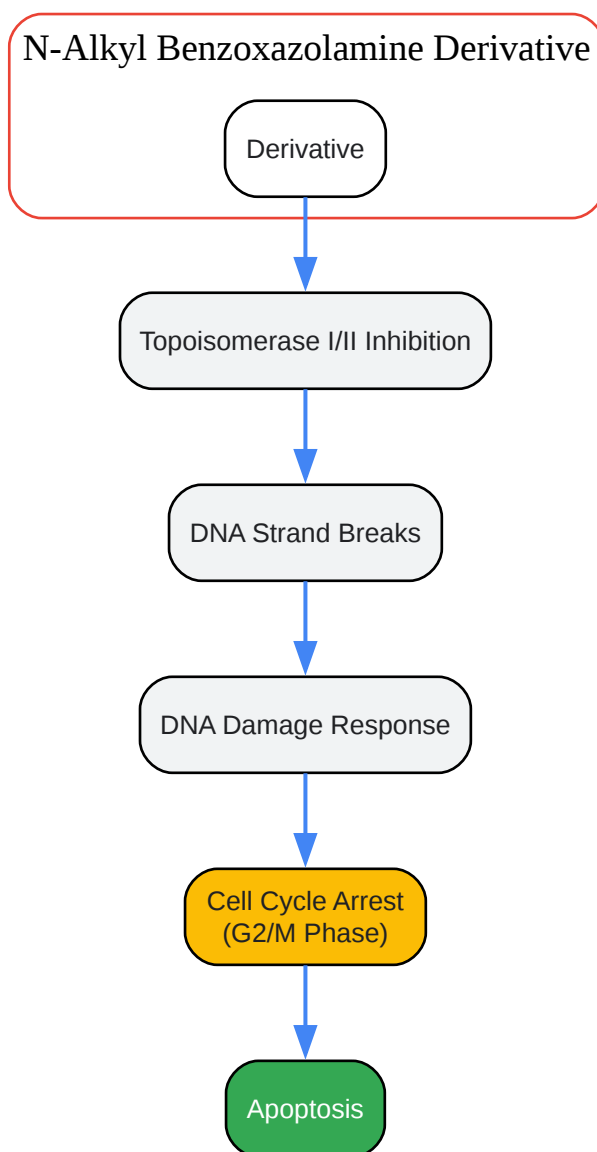 N-Alkyl Benzoxazolamine Derivative
Derivative
Topoisomerase I/II Inhibition
DNA Strand Breaks
DNA Damage Response
Cell Cycle Arrest
(G2/M Phase)
Apoptosis